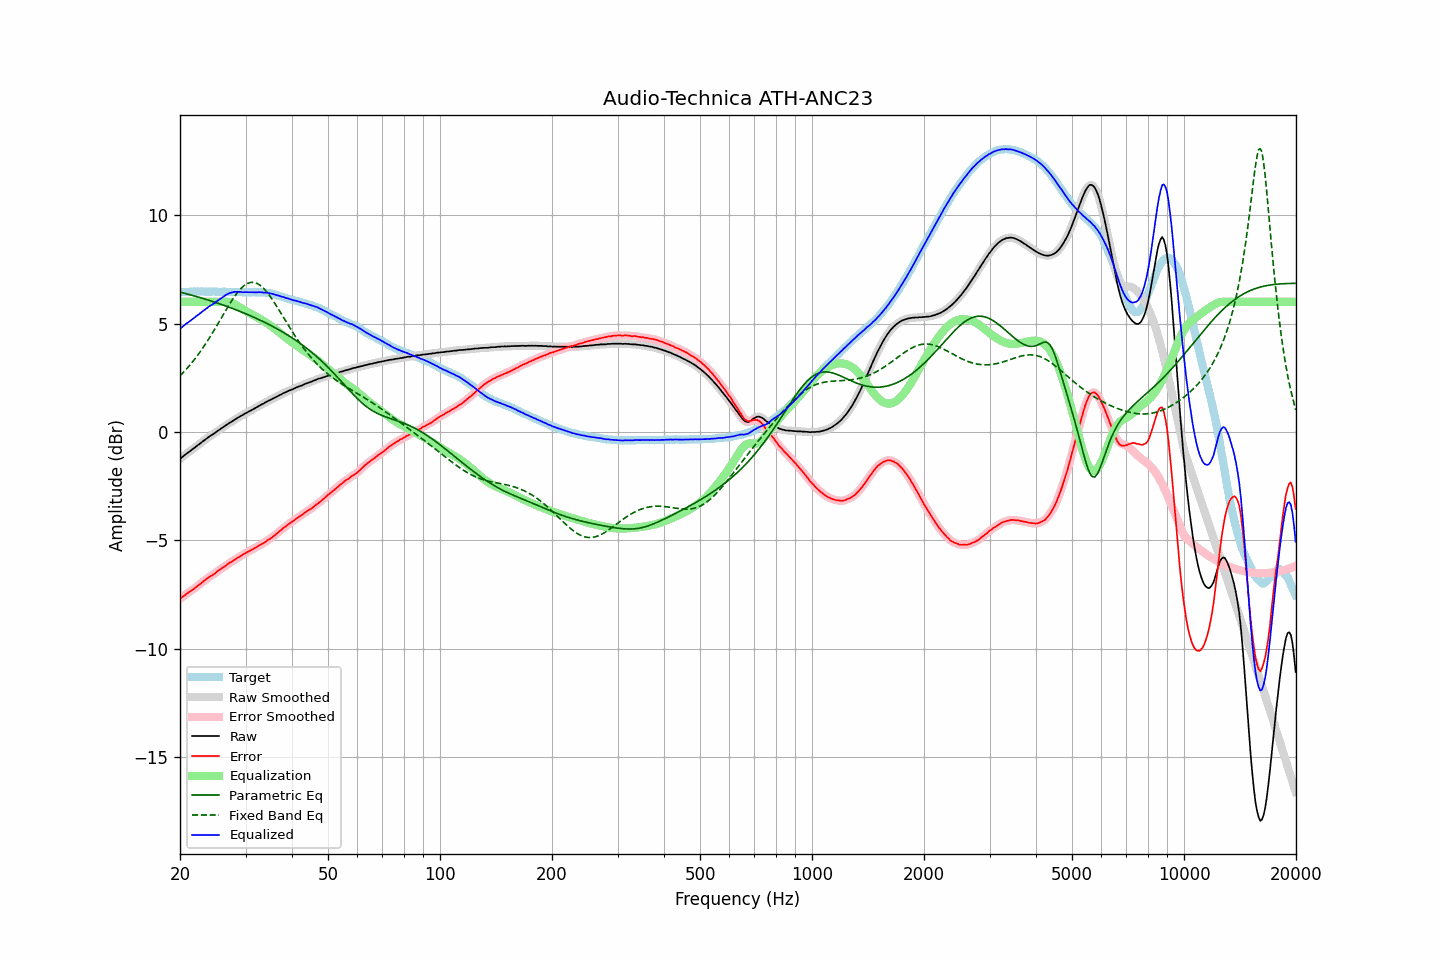 Audio-Technica ATH-ANC23
Amplitude (dBr)
10
5
0
−5
−10
−15
Target
Raw Smoothed
Error Smoothed
Raw
Error
Equalization
Parametric Eq
Fixed Band Eq
Equalized
20 50 100 200 500 1000 2000 5000 10000 20000
Frequency (Hz)